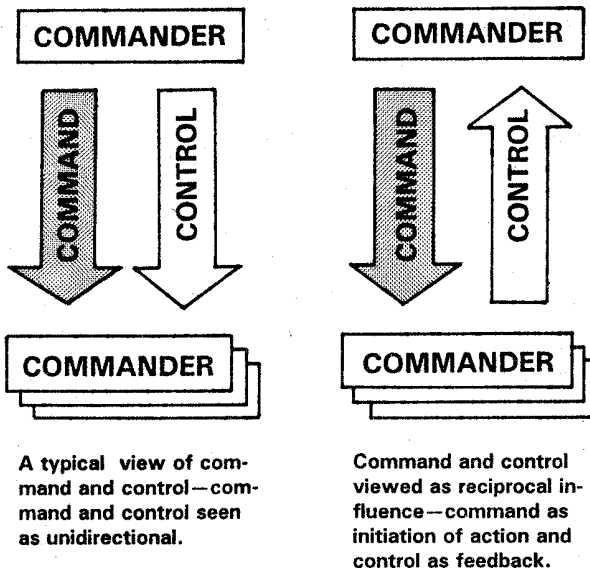 COMMANDER
COMMAND
CONTROL
COMMANDER
A typical view of com-
mand and control—com-
mand and control seen
as unidirectional.
COMMANDER
COMMAND
CONTROL
COMMANDER
Command and control
viewed as reciprocal in-
fluence—command as
initiation of action and
control as feedback.